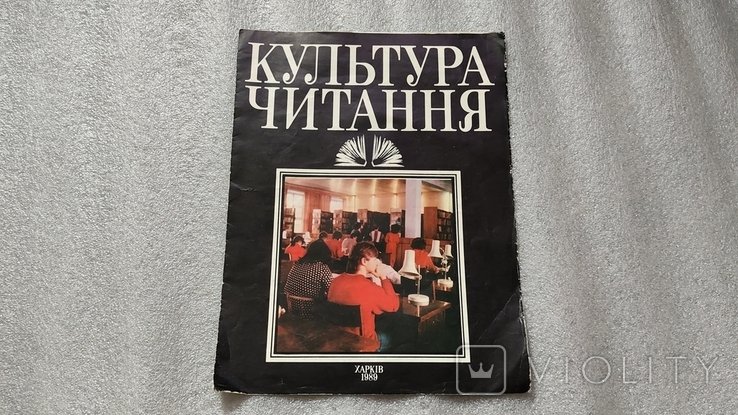 КУЛЬТУРА
ЧИТАННЯ
ХАРКІВ
1989
VIOLITY